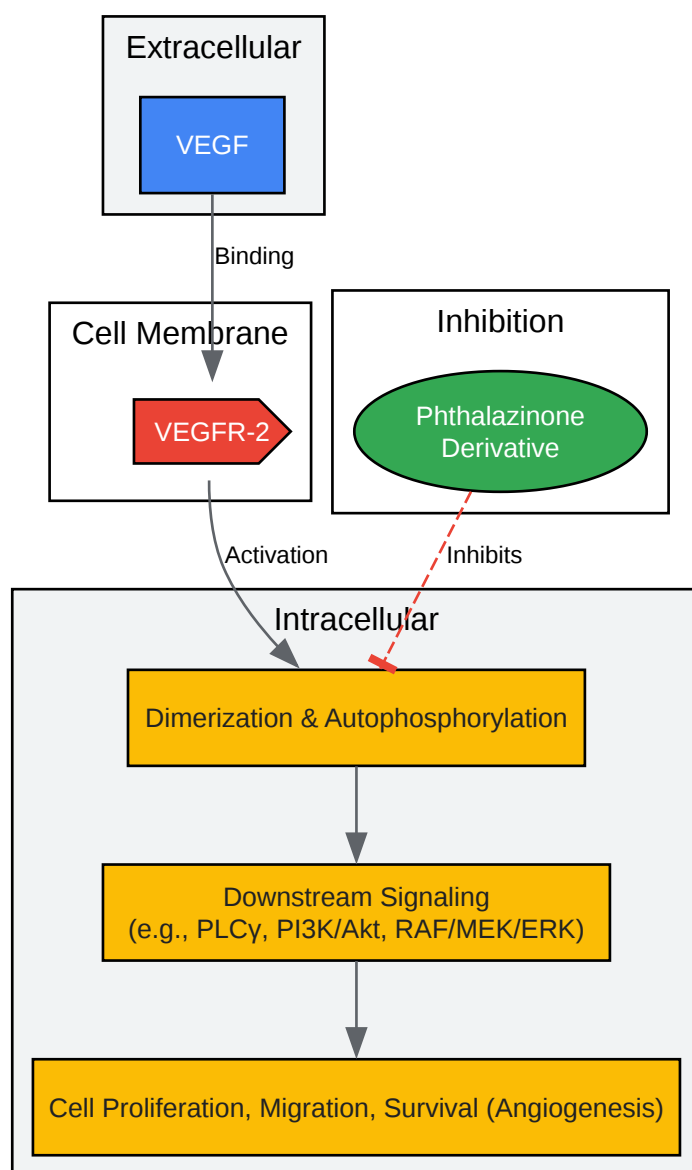 Extracellular
VEGF
Binding
Cell Membrane
VEGFR-2
Inhibition
Phthalazinone
Derivative
Activation
Inhibits
Intracellular
Dimerization & Autophosphorylation
Downstream Signaling
(e.g., PLCγ, PI3K/Akt, RAF/MEK/ERK)
Cell Proliferation, Migration, Survival (Angiogenesis)